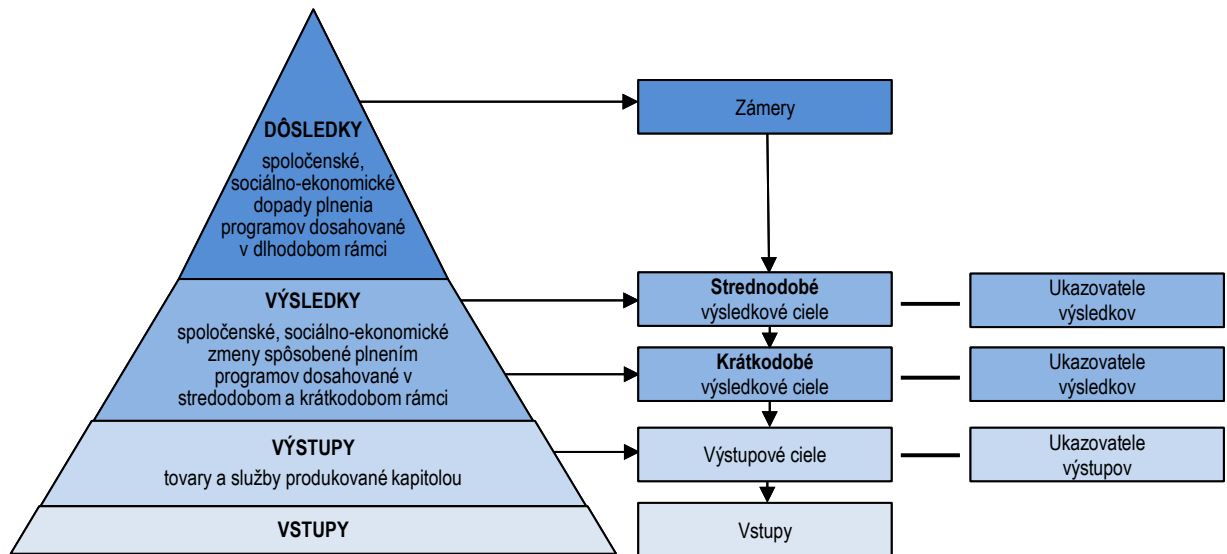 DÔSLEDKY
spoločenské,
sociálno-ekonomické
dopady plnenia
programov dosahované
v dlhodobom rámci
VÝSLEDKY
spoločenské, sociálno-ekonomické
zmeny spôsobené plnením
programov dosahované v
stredodobom a krátkodobom rámci
VÝSTUPY
tovary a služby produkované kapitolou
VSTUPY
Zámery
Strednodobé
výsledkové ciele
Ukazovatele
výsledkov
Krátkodobé
výsledkové ciele
Ukazovatele
výsledkov
Výstupové ciele
Ukazovatele
výstupov
Vstupy